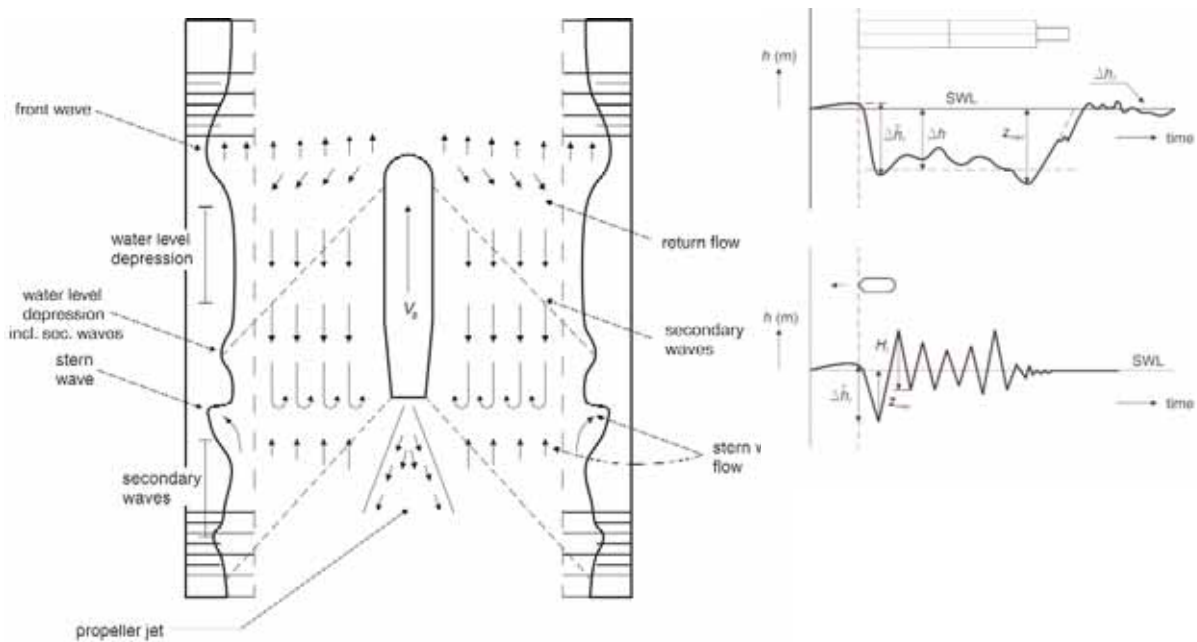 front wave
water level
depression
water level
depression
incl. sec. waves
stern
wave
secondary
waves
propeller jet
Vs
return flow
secondary
waves
stern w
flow
h (m)
SWL
Δh
time
h (m)
SWL
time